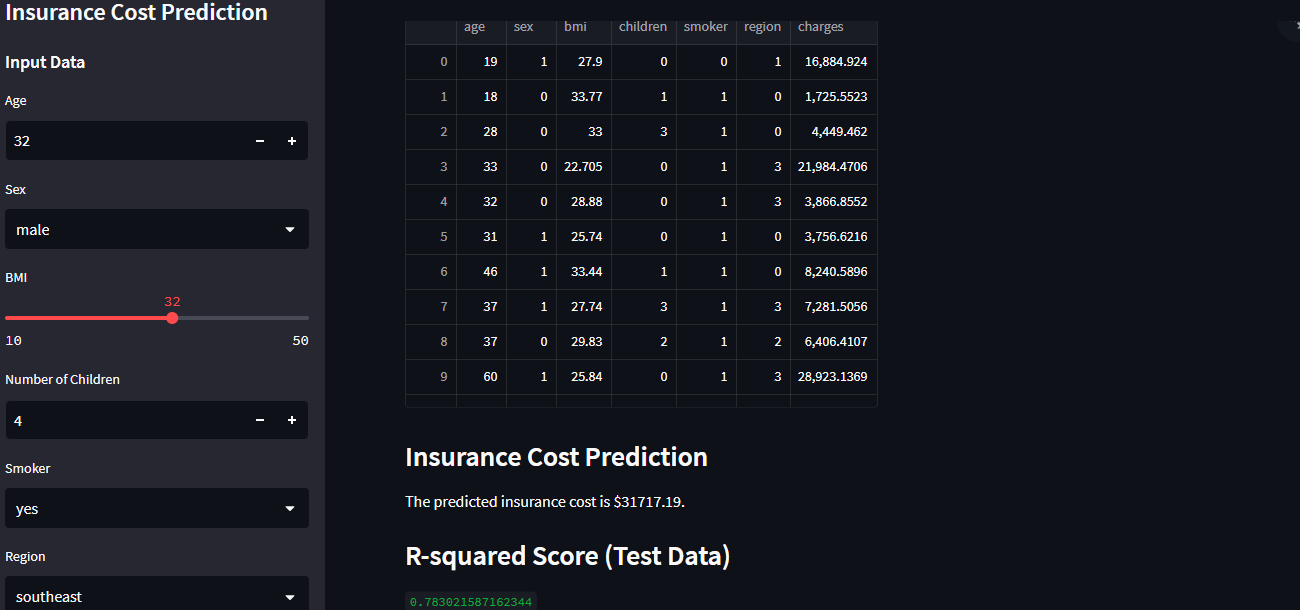 Insurance Cost Prediction
Input Data
Age
32
Sex
male
BMI
32
10 50
Number of Children
4
Smoker
yes
Region
southeast
age sex bmi children smoker region charges
0 19 1 27.9 0 0 1 16,884.924
1 18 0 33.77 1 1 0 1,725.5523
2 28 0 33 3 1 0 4,449.462
3 33 0 22.705 0 1 3 21,984.4706
4 32 0 28.88 0 1 3 3,866.8552
5 31 1 25.74 0 1 0 3,756.6216
6 46 1 33.44 1 1 0 8,240.5896
7 37 1 27.74 3 1 3 7,281.5056
8 37 0 29.83 2 1 2 6,406.4107
9 60 1 25.84 0 1 3 28,923.1369
Insurance Cost Prediction
The predicted insurance cost is $31717.19.
R-squared Score (Test Data)
0.783021587162344